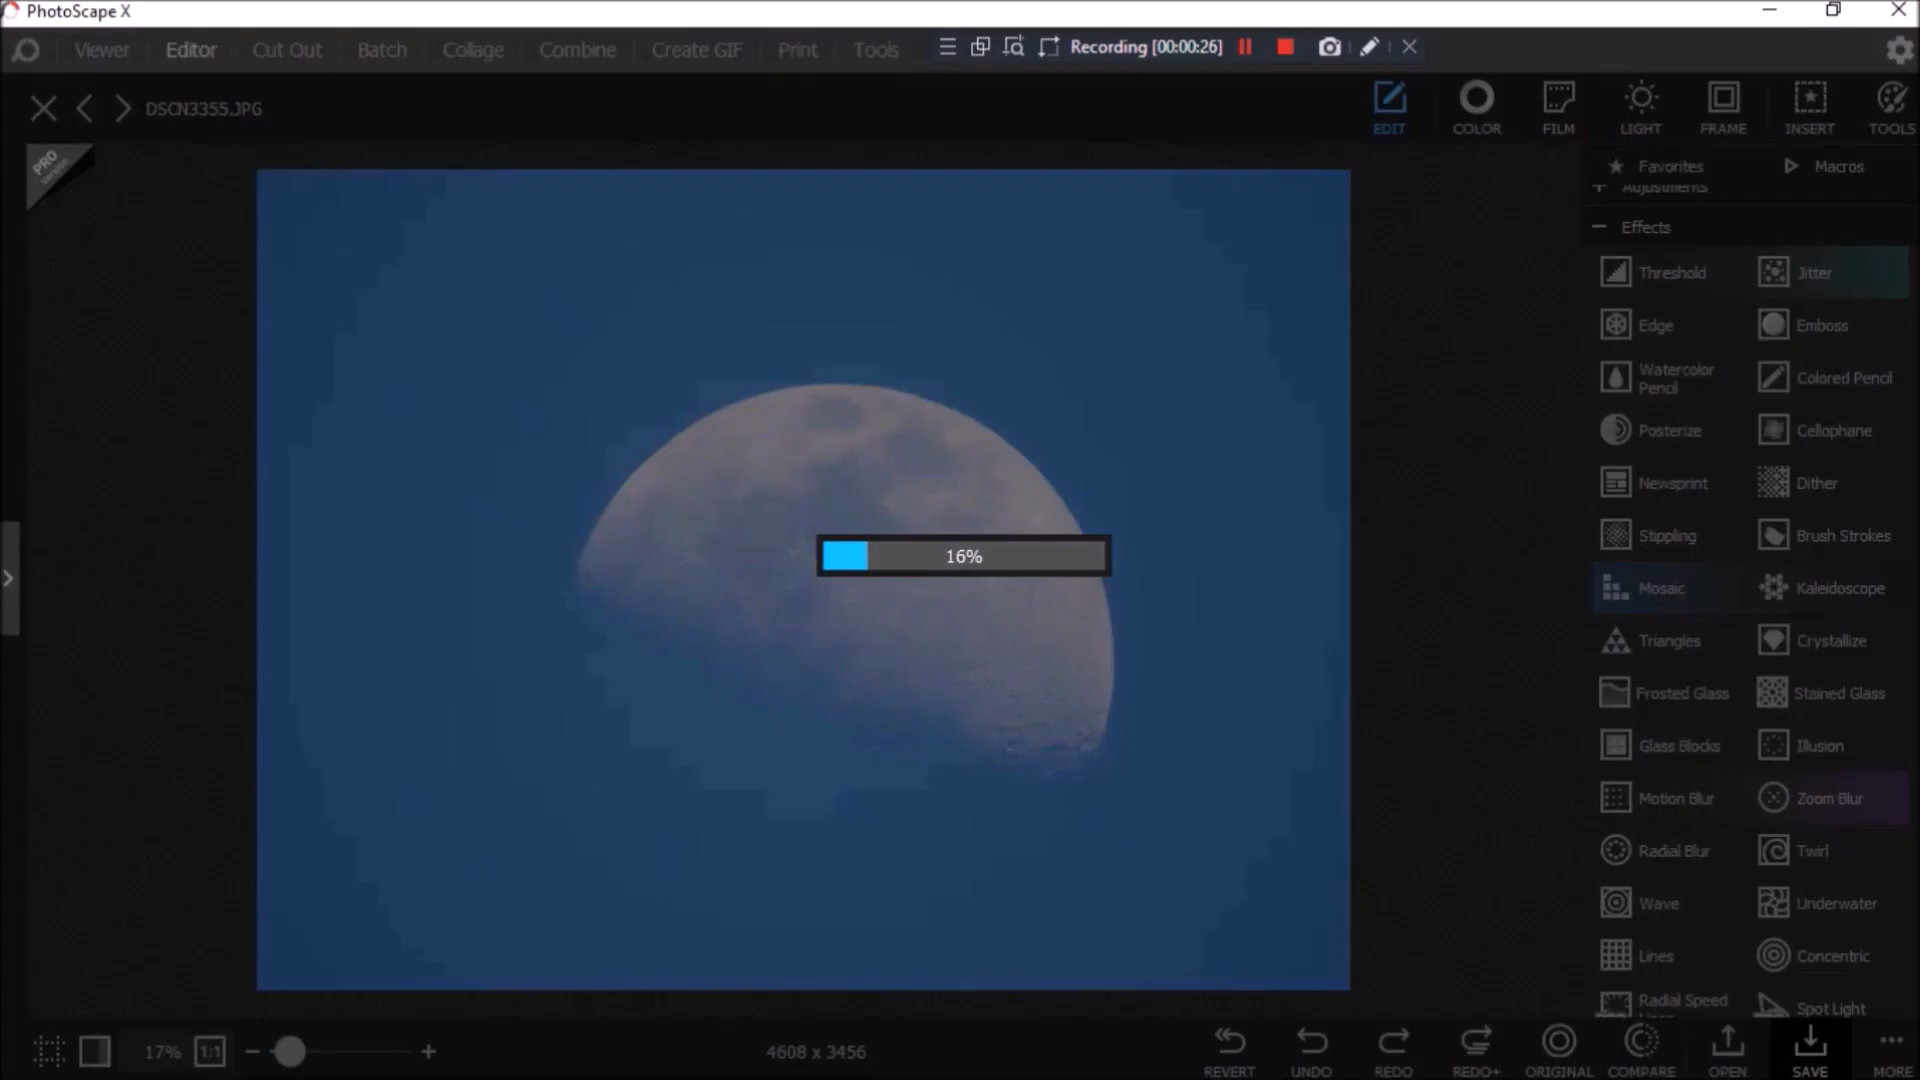 PhotoScape X
Viewer Editor Cut Out Batch Collage Combine Create GIF Print Tools
Recording [00:00:26]
DSCN3355.JPG
EDIT COLOR FILM LIGHT FRAME INSERT TOOLS
PRO
Version
Favorites Macros
Adjustments
Effects
Threshold Jitter
Edge Emboss
Watercolor Pencil Colored Pencil
Posterize Cellophane
Newsprint Dither
Stippling Brush Strokes
16%
Mosaic Kaleidoscope
Triangles Crystallize
Frosted Glass Stained Glass
Glass Blocks Illusion
Motion Blur Zoom Blur
Radial Blur Twirl
Wave Underwater
Lines Concentric
Radial Speed Spot Light
17% 1:1 4608 x 3456
REVERT UNDO REDO REDO+ ORIGINAL COMPARE OPEN SAVE MORE